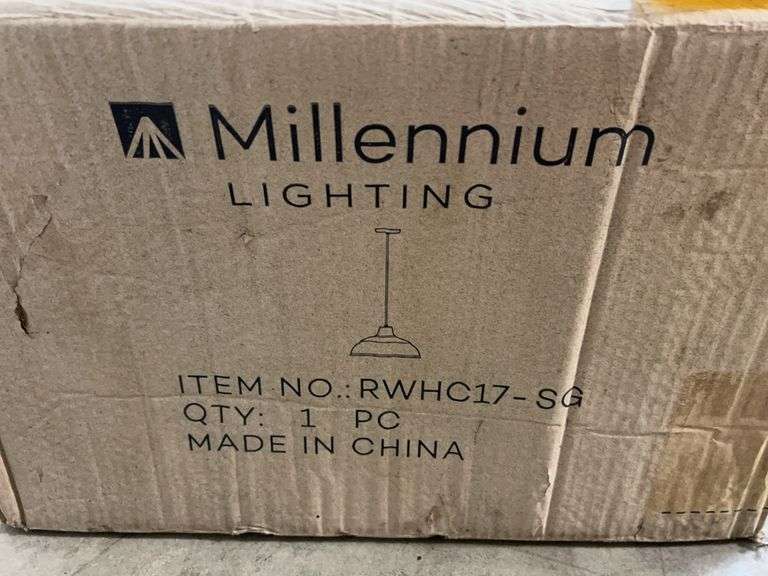 Millennium
LIGHTING
ITEM NO.: RWHC17-SG
QTY: 1 PC
MADE IN CHINA